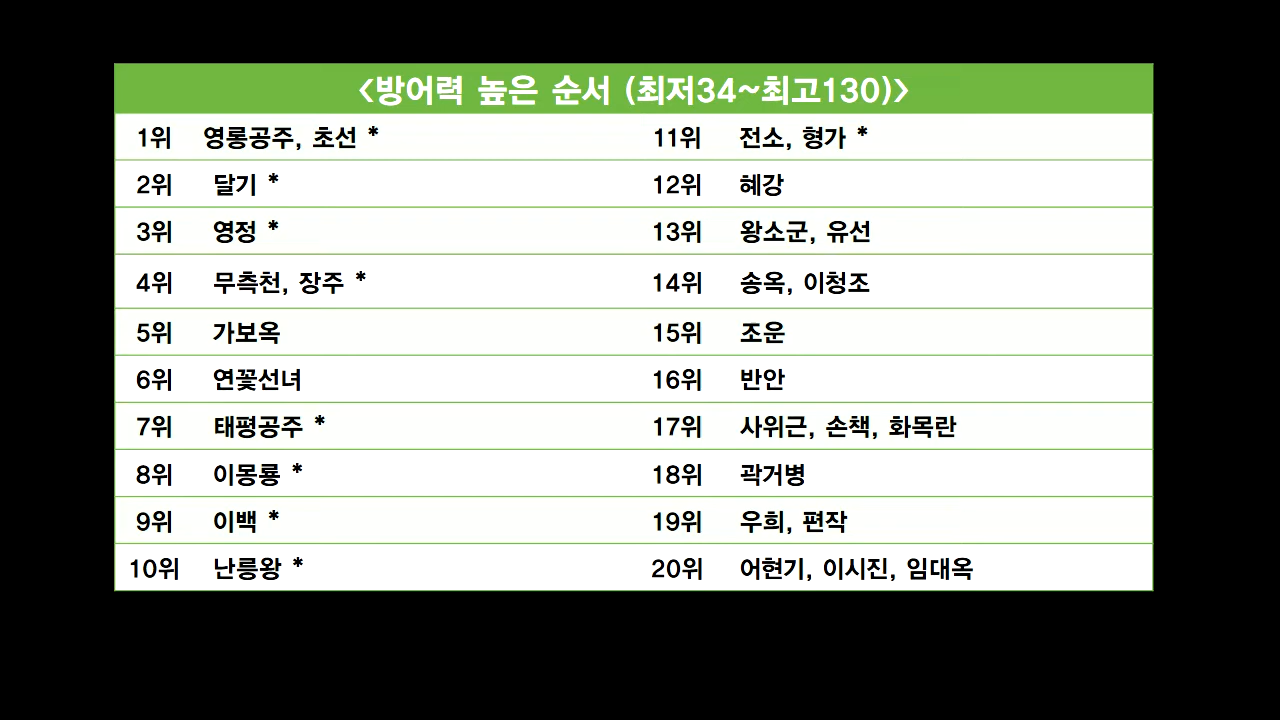 <방어력 높은 순서 (최저34~최고130)>
1위 영롱공주, 초선 * 11위 전소, 형가 *
2위 달기 * 12위 혜강
3위 영정 * 13위 왕소군, 유선
4위 무측천, 장주 * 14위 송옥, 이청조
5위 가보옥 15위 조운
6위 연꽃선녀 16위 반안
7위 태평공주 * 17위 사위근, 손책, 화목란
8위 이몽룡 * 18위 곽거병
9위 이백 * 19위 우희, 편작
10위 난릉왕 * 20위 어현기, 이시진, 임대옥